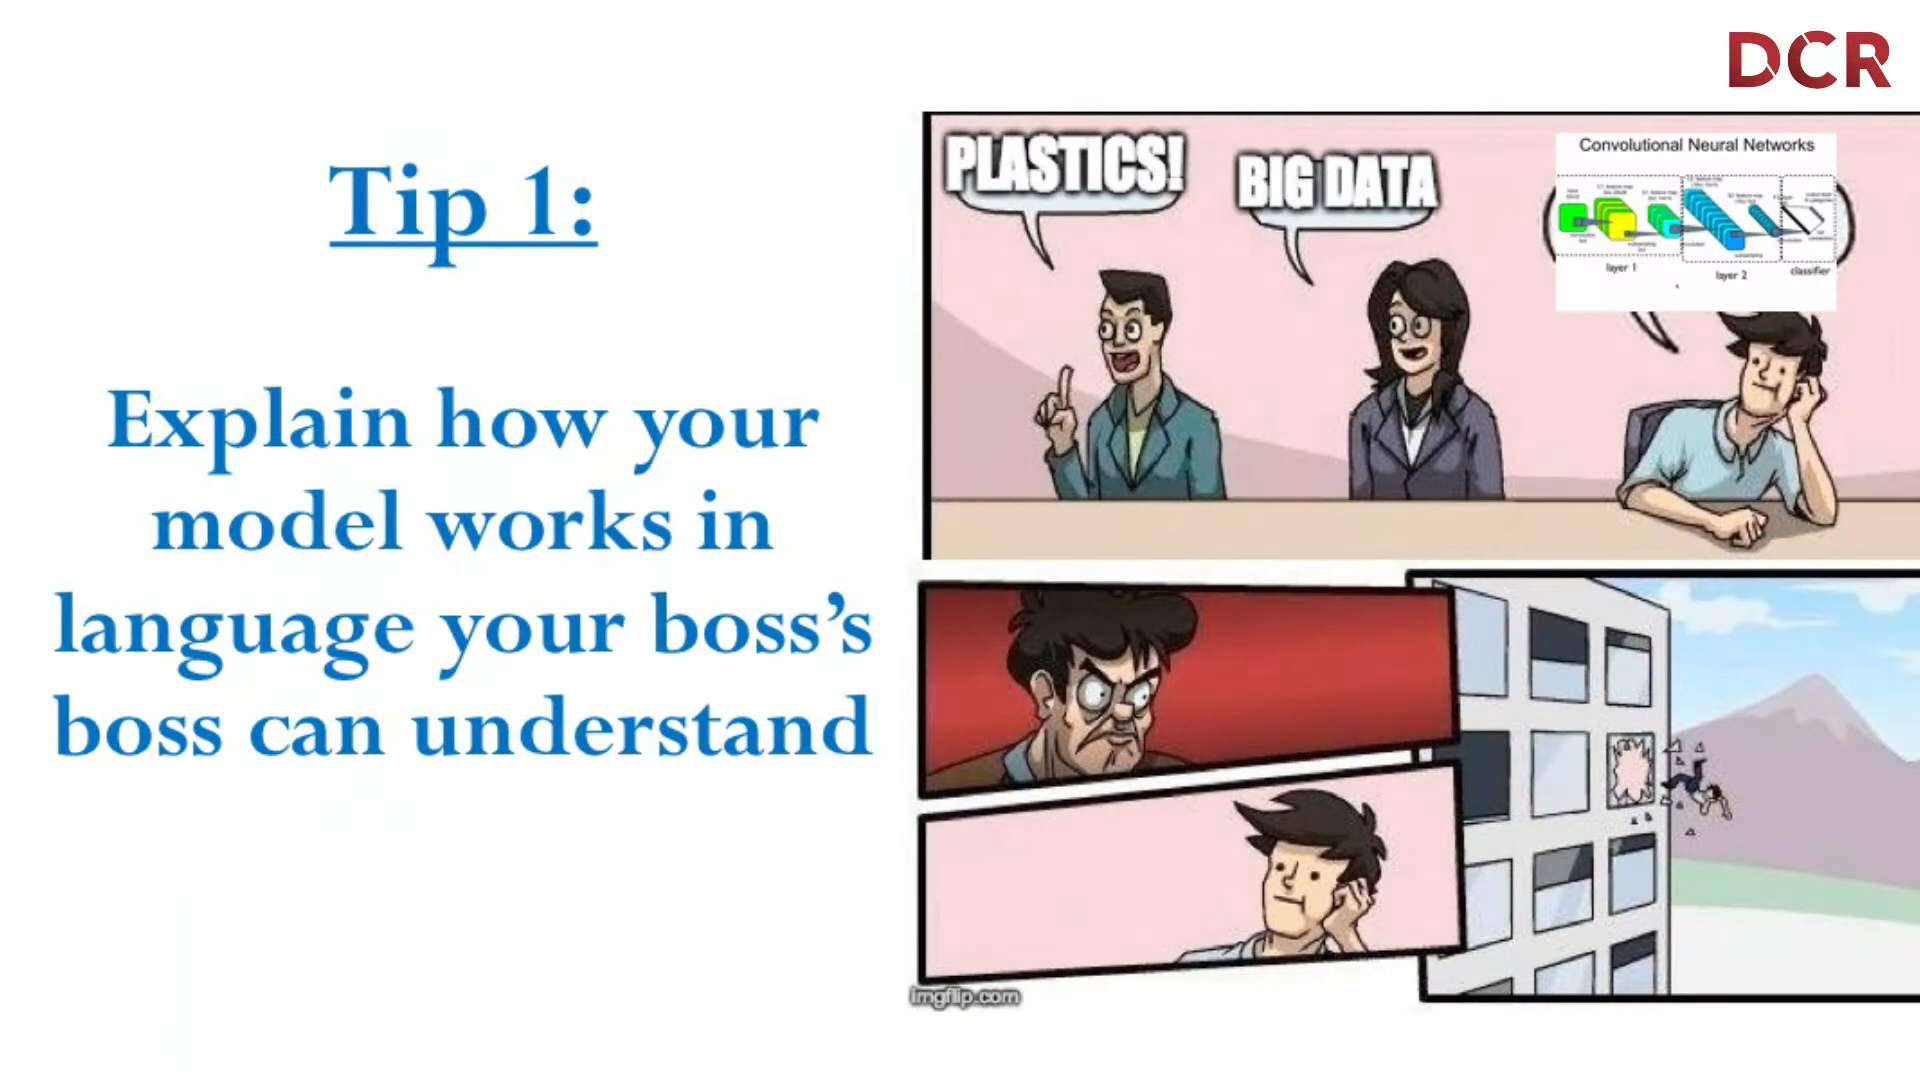 DCR
Tip 1:
Explain how your
model works in
language your boss's
boss can understand
PLASTICS!
BIG DATA
Convolutional Neural Networks
layer 1
layer 2
classifier
imgflip.com